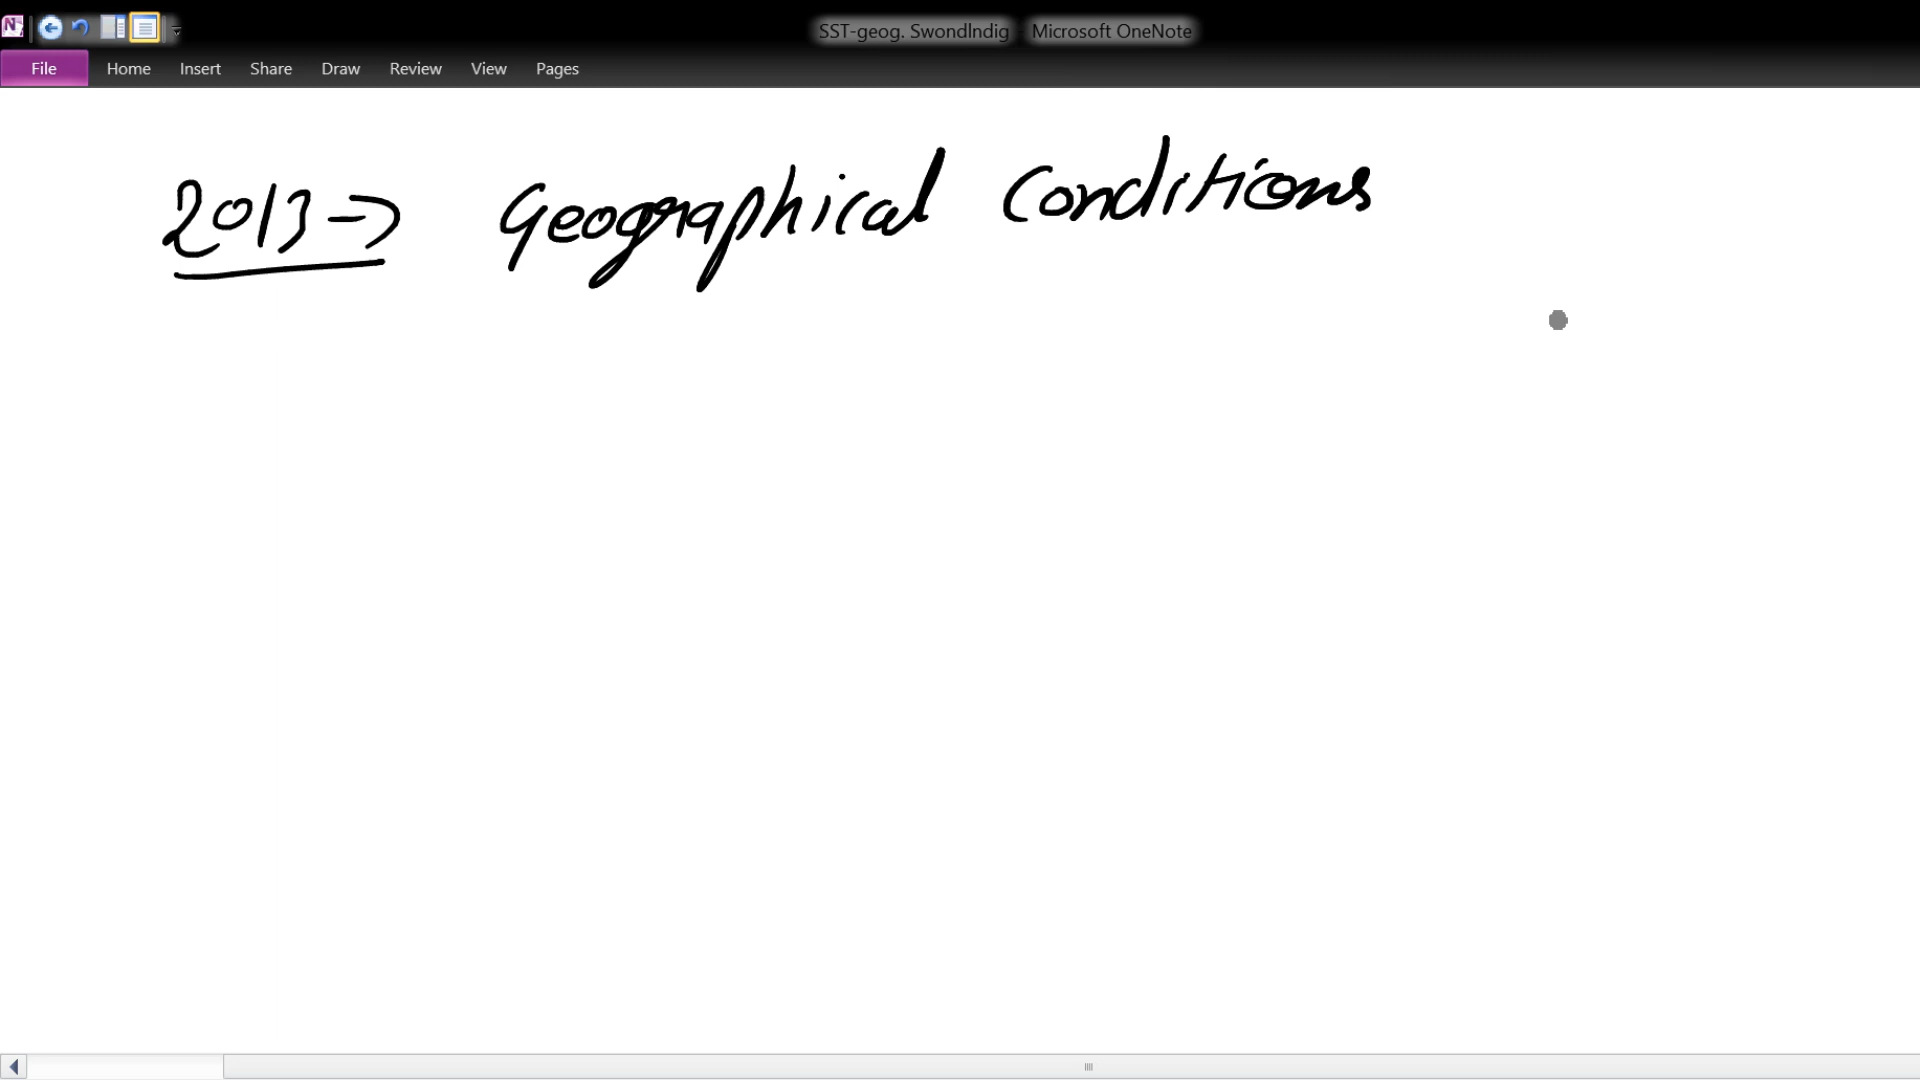 SST-geog. SwondIndig - Microsoft OneNote
File Home Insert Share Draw Review View Pages
2013 → Geographical Conditions